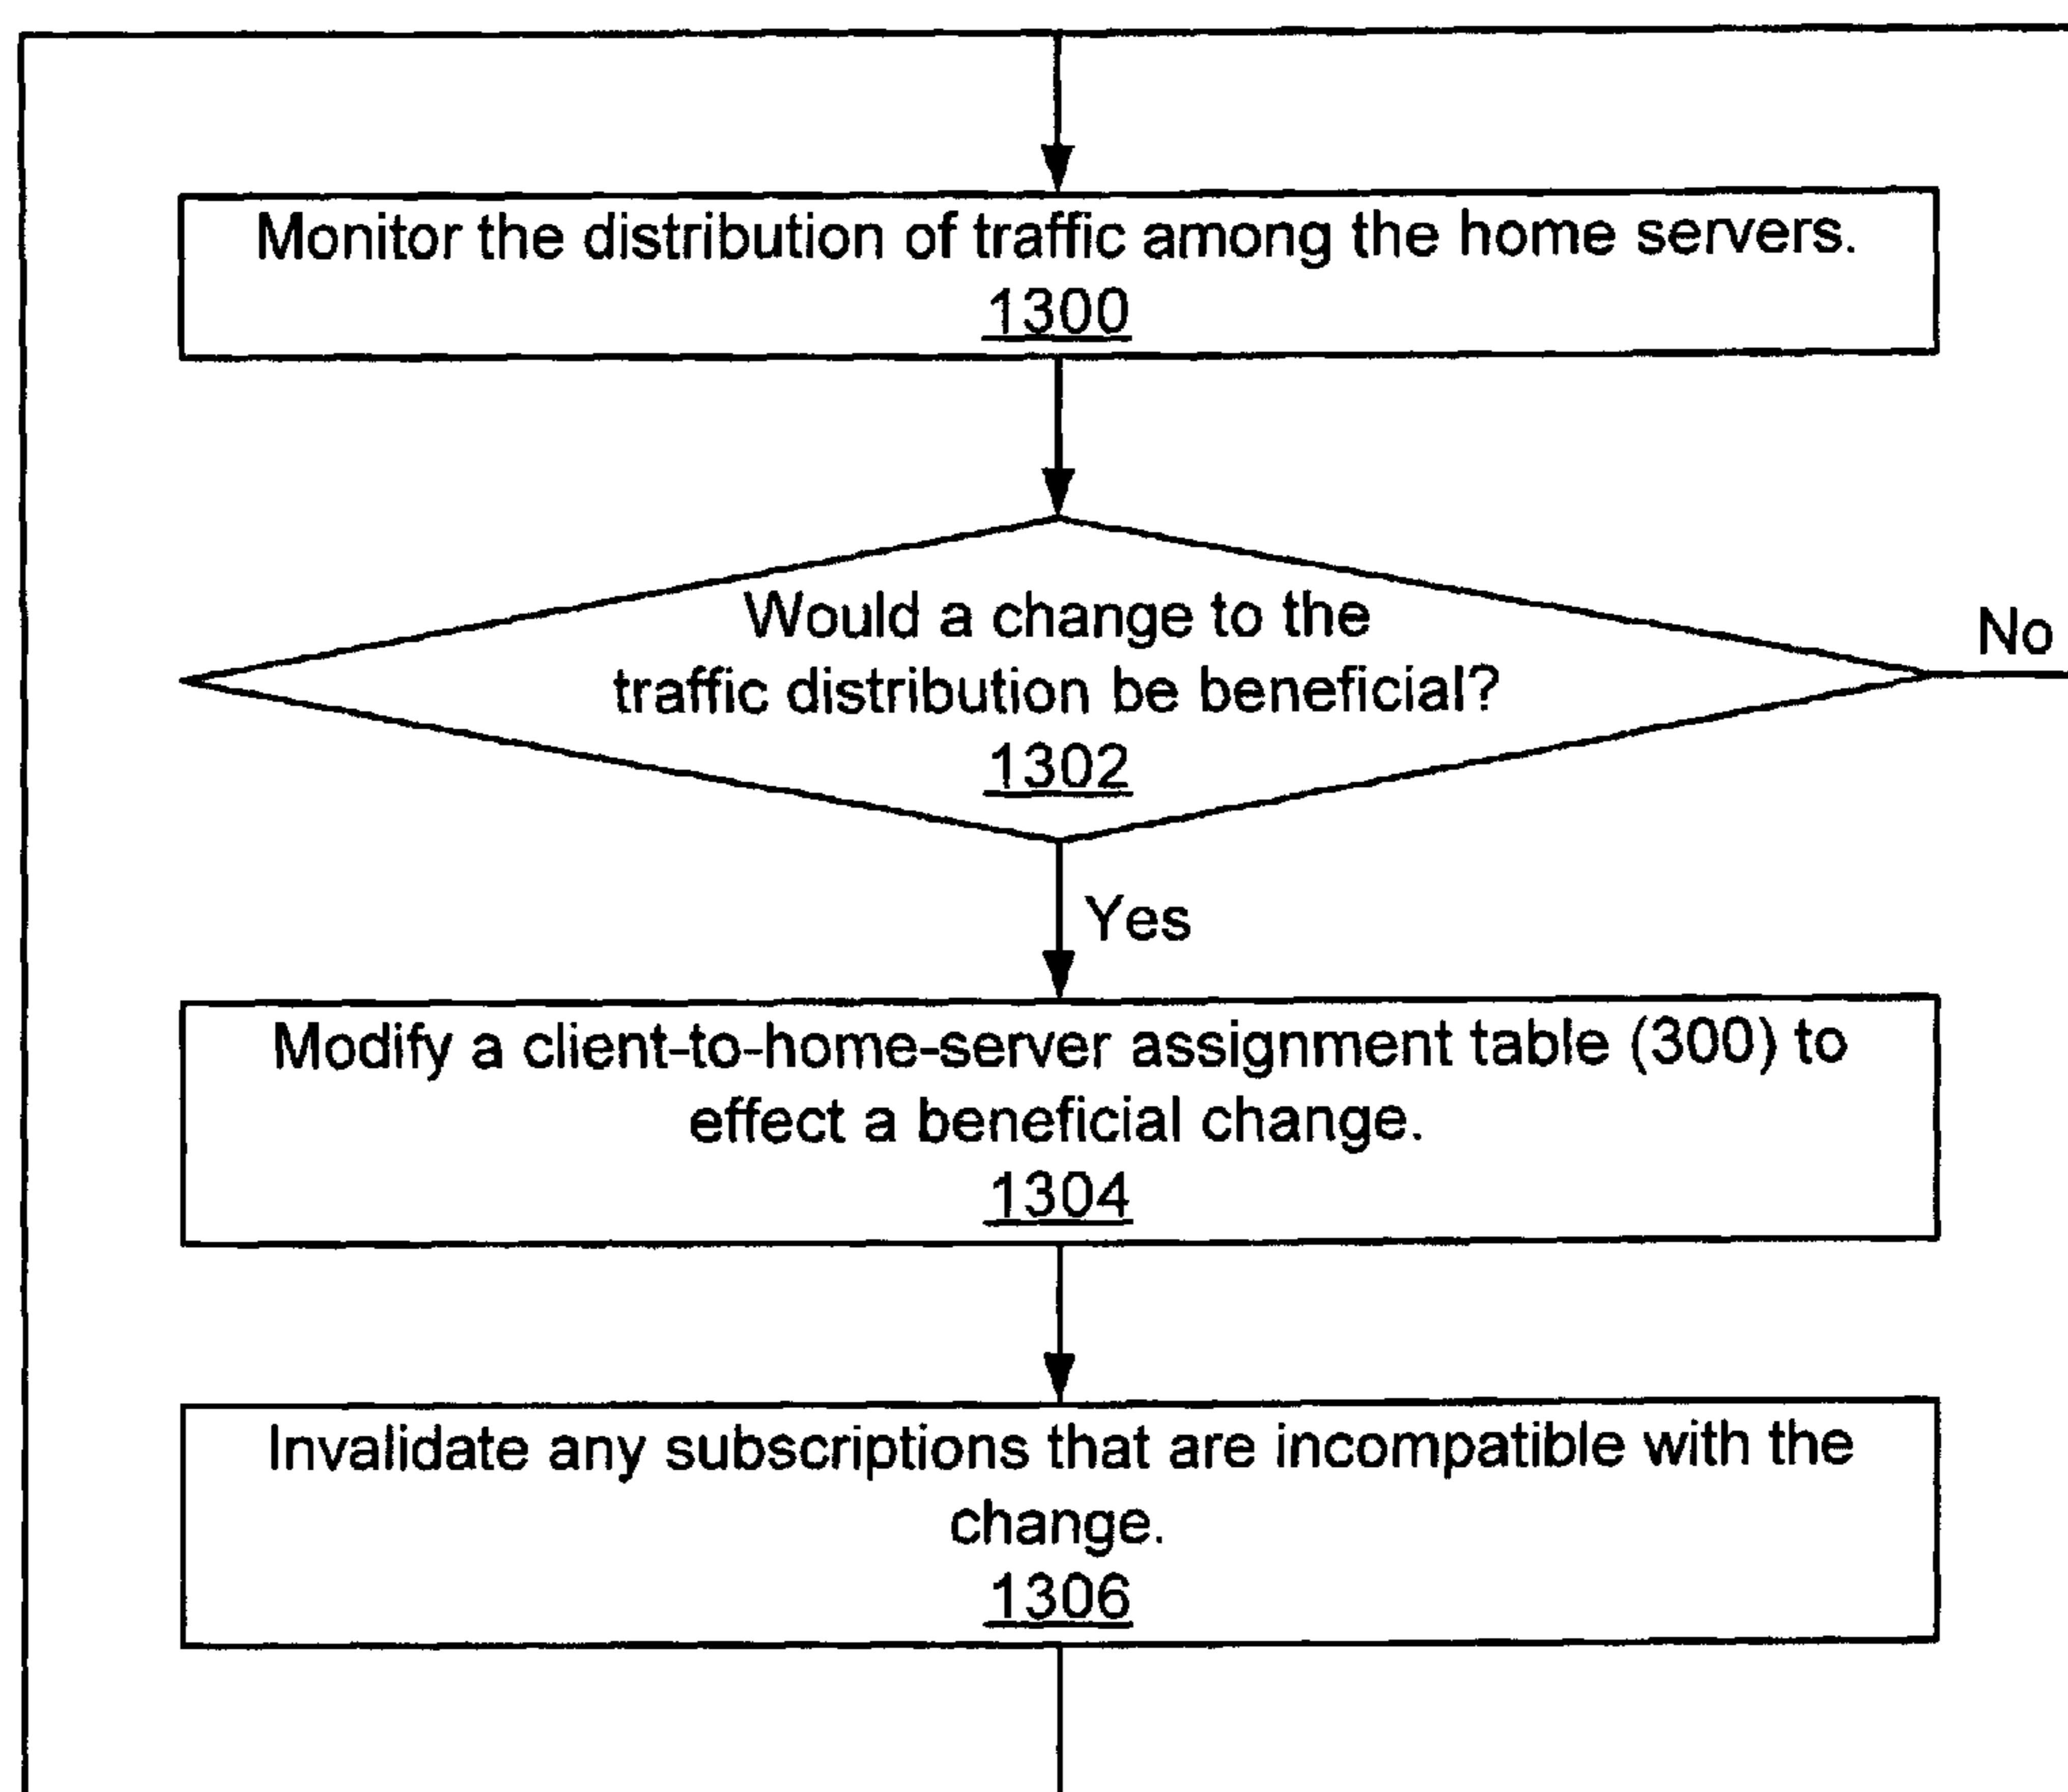 Monitor the distribution of traffic among the home servers.
1300
Would a change to the
traffic distribution be beneficial?
1302
No
Yes
Modify a client-to-home-server assignment table (300) to
effect a beneficial change.
1304
Invalidate any subscriptions that are incompatible with the
change.
1306